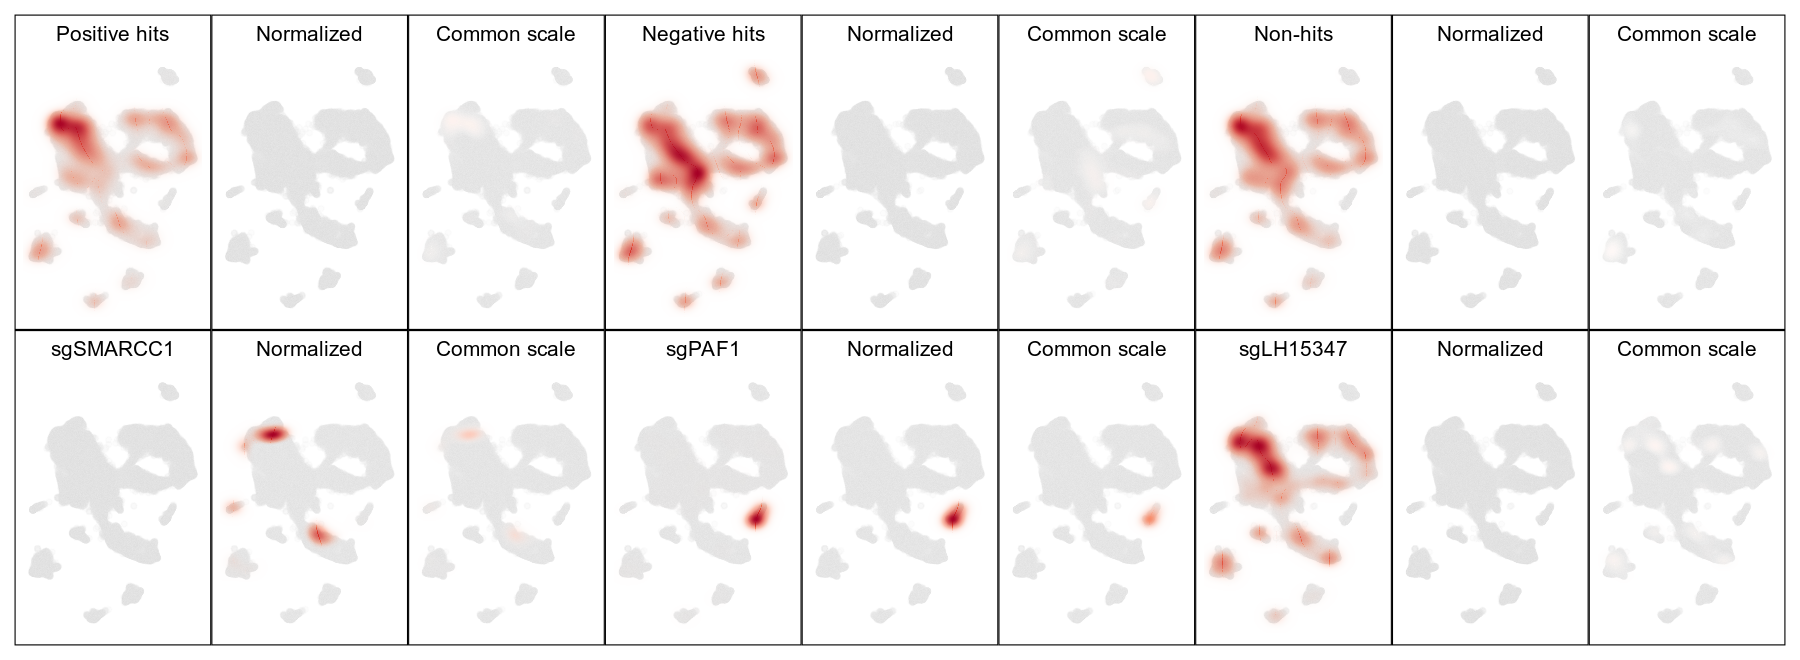 Positive hits
Normalized
Common scale
Negative hits
Normalized
Common scale
Non-hits
Normalized
Common scale
sgSMARCC1
Normalized
Common scale
sgPAF1
Normalized
Common scale
sgLH15347
Normalized
Common scale